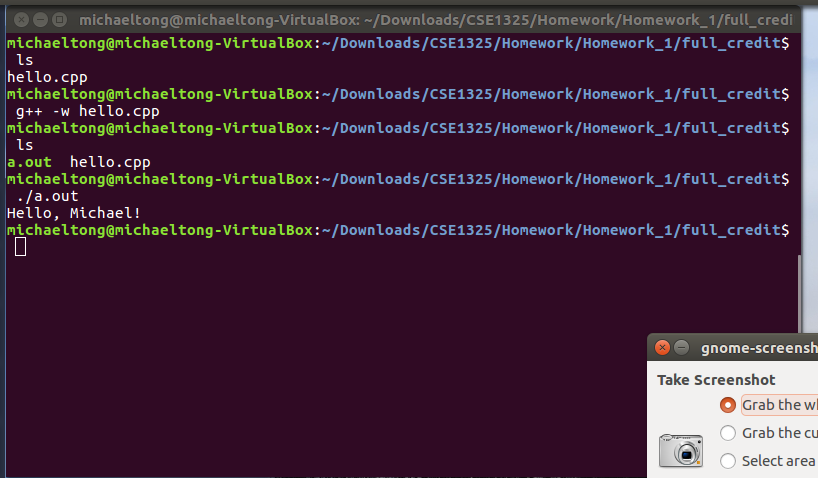 michaeltong@michaeltong-VirtualBox: ~/Downloads/CSE1325/Homework/Homework_1/full_credi
michaeltong@michaeltong-VirtualBox:~/Downloads/CSE1325/Homework/Homework_1/full_credit$
ls
hello.cpp
michaeltong@michaeltong-VirtualBox:~/Downloads/CSE1325/Homework/Homework_1/full_credit$
g++ -w hello.cpp
michaeltong@michaeltong-VirtualBox:~/Downloads/CSE1325/Homework/Homework_1/full_credit$
ls
a.out  hello.cpp
michaeltong@michaeltong-VirtualBox:~/Downloads/CSE1325/Homework/Homework_1/full_credit$
./a.out
Hello, Michael!
michaeltong@michaeltong-VirtualBox:~/Downloads/CSE1325/Homework/Homework_1/full_credit$
gnome-screensh
Take Screenshot
Grab the wh
Grab the cu
Select area